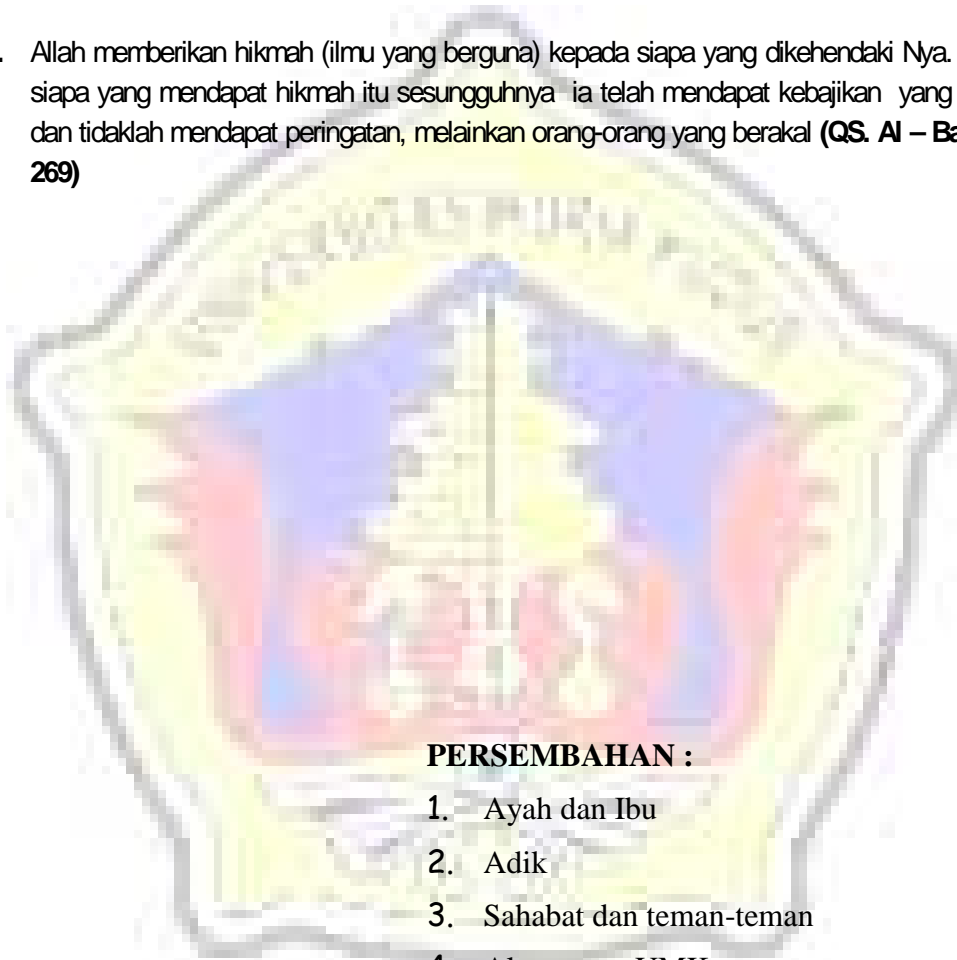 . Allah memberikan hikmah (ilmu yang berguna) kepada siapa yang dikehendaki Nya.
siapa yang mendapat hikmah itu sesungguhnya ia telah mendapat kebajikan yang
dan tidaklah mendapat peringatan, melainkan orang-orang yang berakal (QS. Al – Ba
269)
PERSEMBAHAN :
1. Ayah dan Ibu
2. Adik
3. Sahabat dan teman-teman